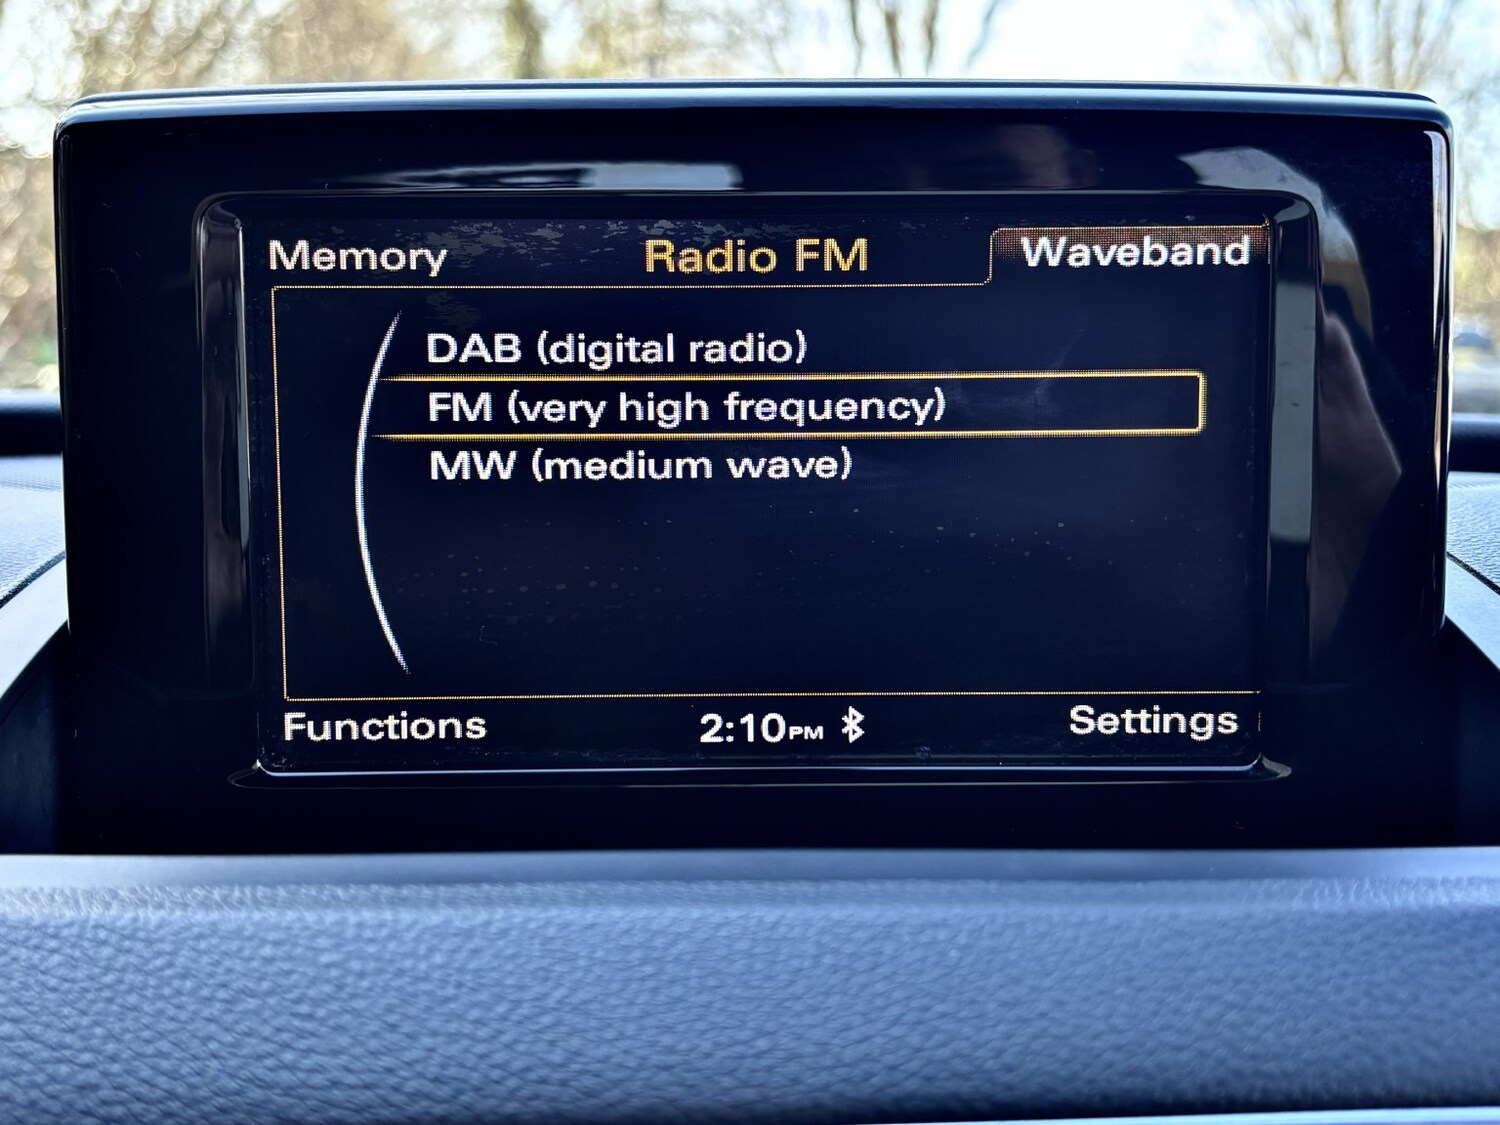 Memory Radio FM Waveband
DAB (digital radio)
FM (very high frequency)
MW (medium wave)
Functions 2:10PM Settings